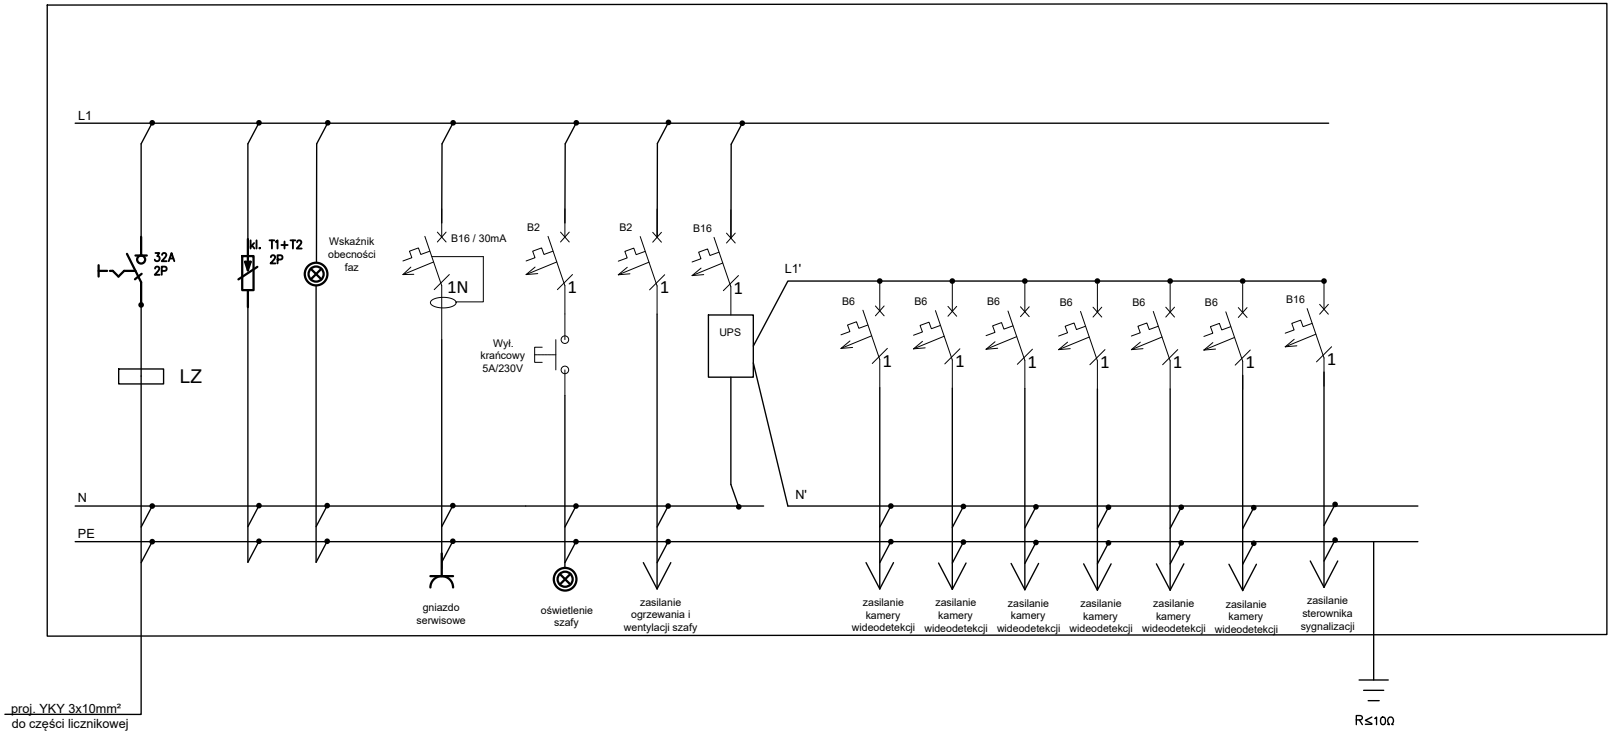 L1
32A
2P
kl. T1+T2
2P
Wskaźnik
obecności
faz
B16 / 30mA
1N
B2
1
B2
1
B16
1
Wył.
krańcowy
5A/230V
UPS
LZ
L1'
B6
1
B6
1
B6
1
B6
1
B6
1
B6
1
B16
1
N
N'
PE
gniazdo
serwisowe
oświetlenie
szafy
zasilanie
ogrzewania i
wentylacji szafy
zasilanie
kamery
wideodetekcji
zasilanie
kamery
wideodetekcji
zasilanie
kamery
wideodetekcji
zasilanie
kamery
wideodetekcji
zasilanie
kamery
wideodetekcji
zasilanie
kamery
wideodetekcji
zasilanie
sterownika
sygnalizacji
proj. YKY 3x10mm²
do części licznikowej
R≤10Ω